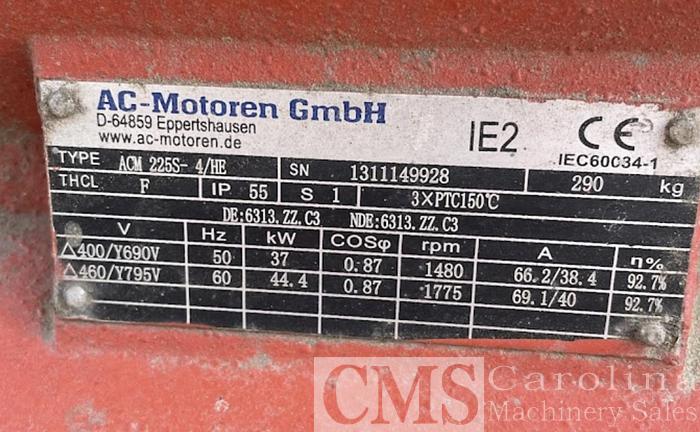 AC-Motoren GmbH
D-64859 Eppertshausen
www.ac-motoren.de
IE2 CE
IEC60034-1
TYPE ACM 225S-4/HE SN 1311149928 290 kg
THCL F IP 55 S 1 3×PTC150℃
DE:6313.ZZ.C3 NDE:6313.ZZ.C3
V Hz kW COSφ rpm A η%
△400/Y690V 50 37 0.87 1480 66.2/38.4 92.7%
△460/Y795V 60 44.4 0.87 1775 69.1/40 92.7%
CMS Carolina
Machinery Sales